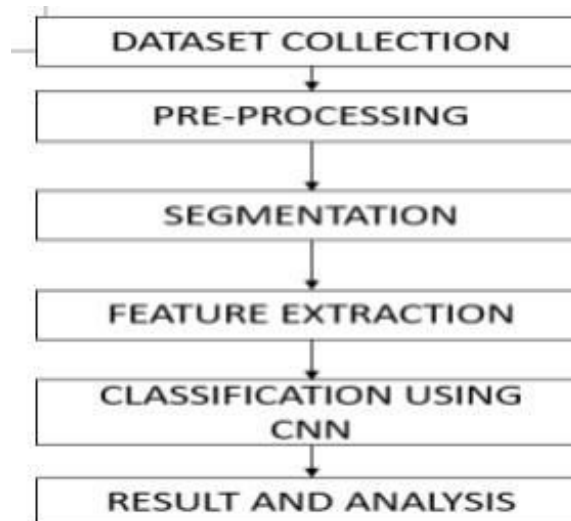 DATASET COLLECTION
PRE-PROCESSING
SEGMENTATION
FEATURE EXTRACTION
CLASSIFICATION USING
CNN
RESULT AND ANALYSIS